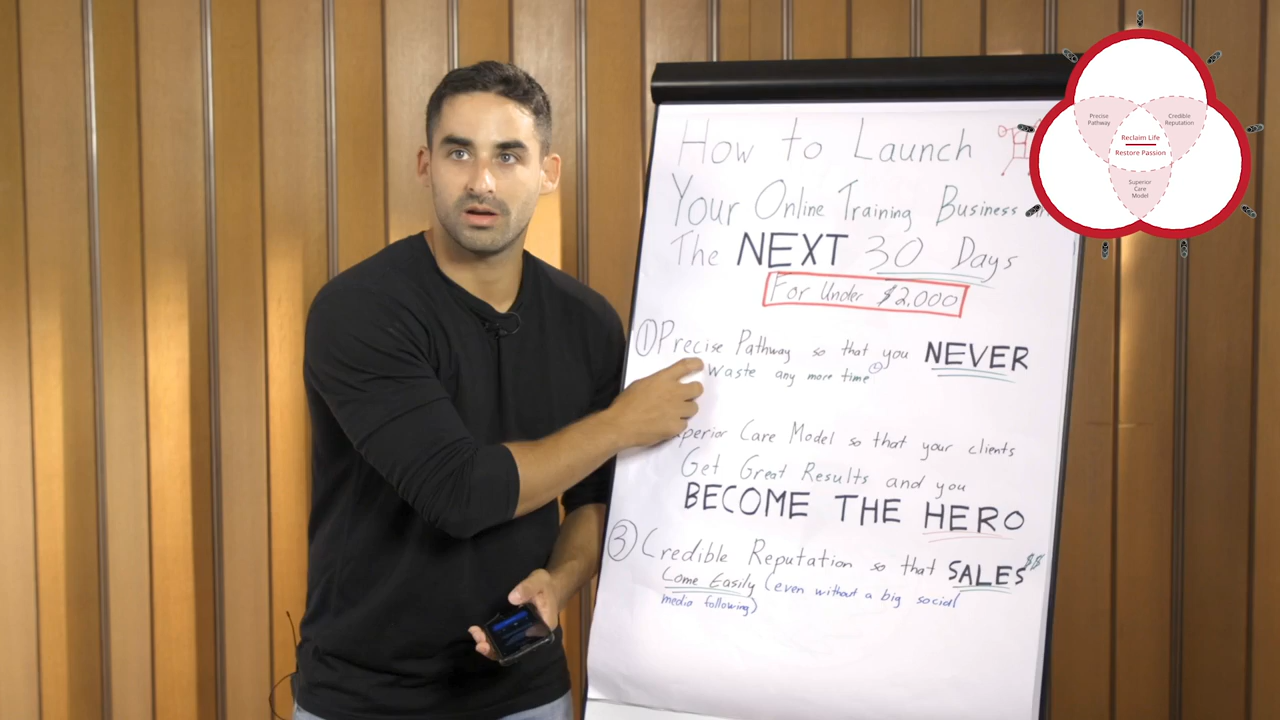 How to Launch
Your Online Training Business
The NEXT 30 Days
For Under $2,000
① Precise Pathway so that you NEVER
waste any more time
perior Care Model so that your clients
Get Great Results and you
BECOME THE HERO
③ Credible Reputation so that SALES $$
Come Easily (even without a big social
media following)
Precise
Pathway
Credible
Reputation
Reclaim Life
Restore Passion
Superior
Care
Model